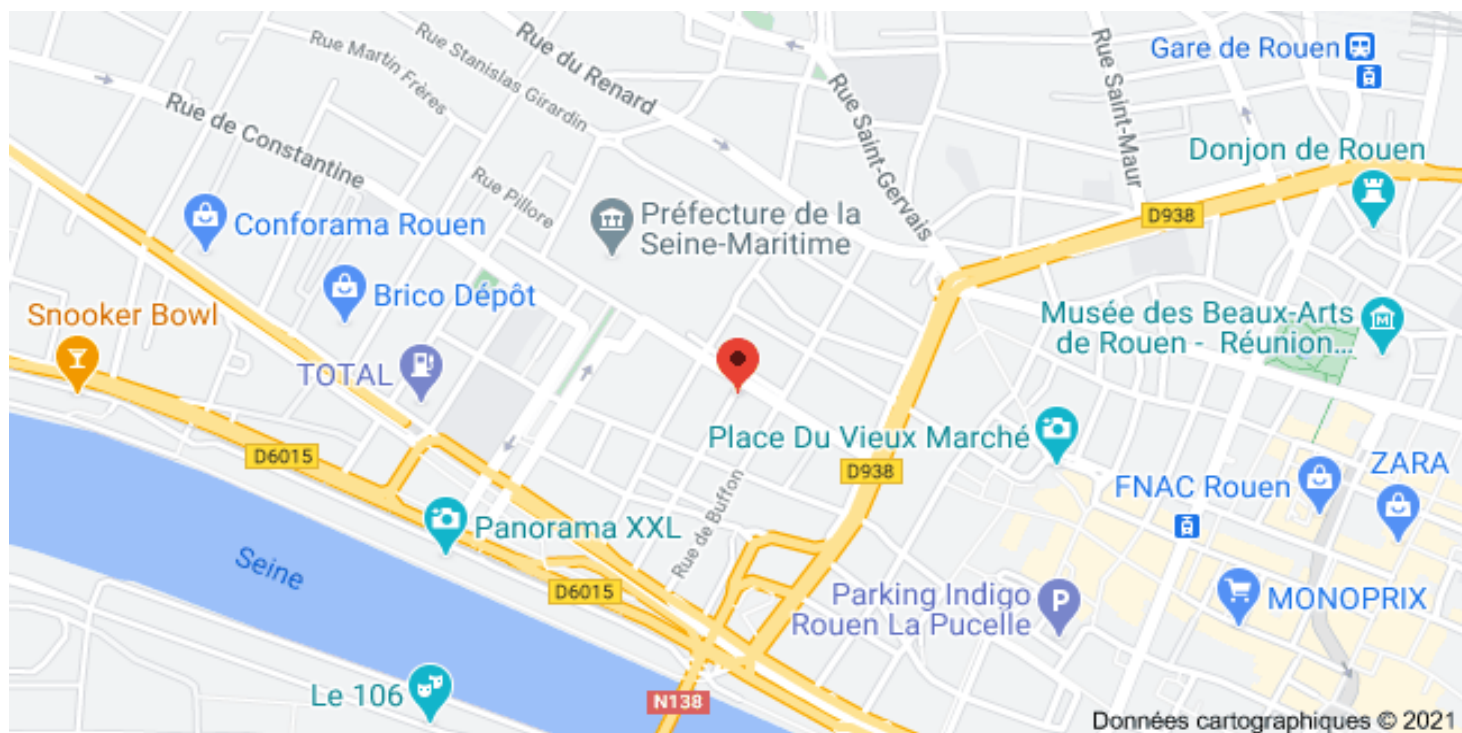 Rue Martin Frères
Rue Stanislas Girardin
Rue du Renard
Rue Saint-Gervais
Rue Saint-Maur
Gare de Rouen
Rue de Constantine
Donjon de Rouen
Rue Pillore
Conforama Rouen
Préfecture de la
Seine-Maritime
D938
Brico Dépôt
Snooker Bowl
Musée des Beaux-Arts
de Rouen - Réunion...
M
TOTAL
Place Du Vieux Marché
D6015
D938
ZARA
FNAC Rouen
Panorama XXL
Rue de Buffon
Seine
D6015
Parking Indigo
Rouen La Pucelle
P
MONOPRIX
Le 106
N138
Données cartographiques © 2021